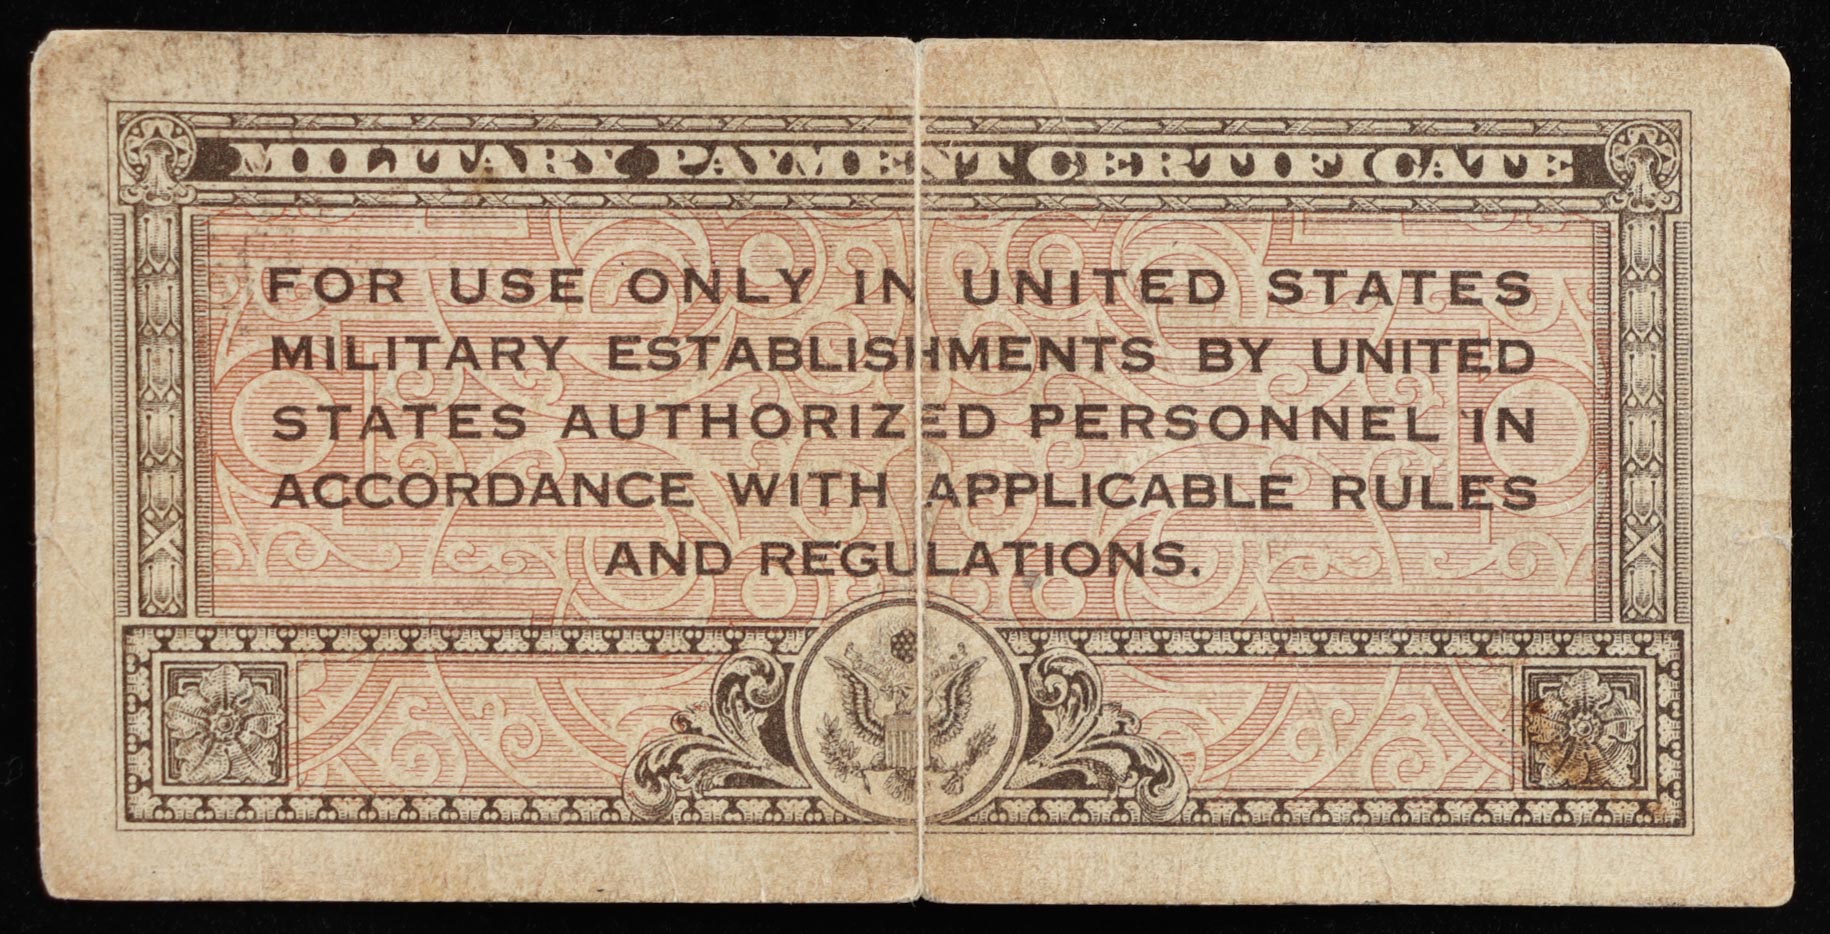 MILITARY PAYMENT CERTIFICATE
FOR USE ONLY IN UNITED STATES
MILITARY ESTABLISHMENTS BY UNITED
STATES AUTHORIZED PERSONNEL IN
ACCORDANCE WITH APPLICABLE RULES
AND REGULATIONS.